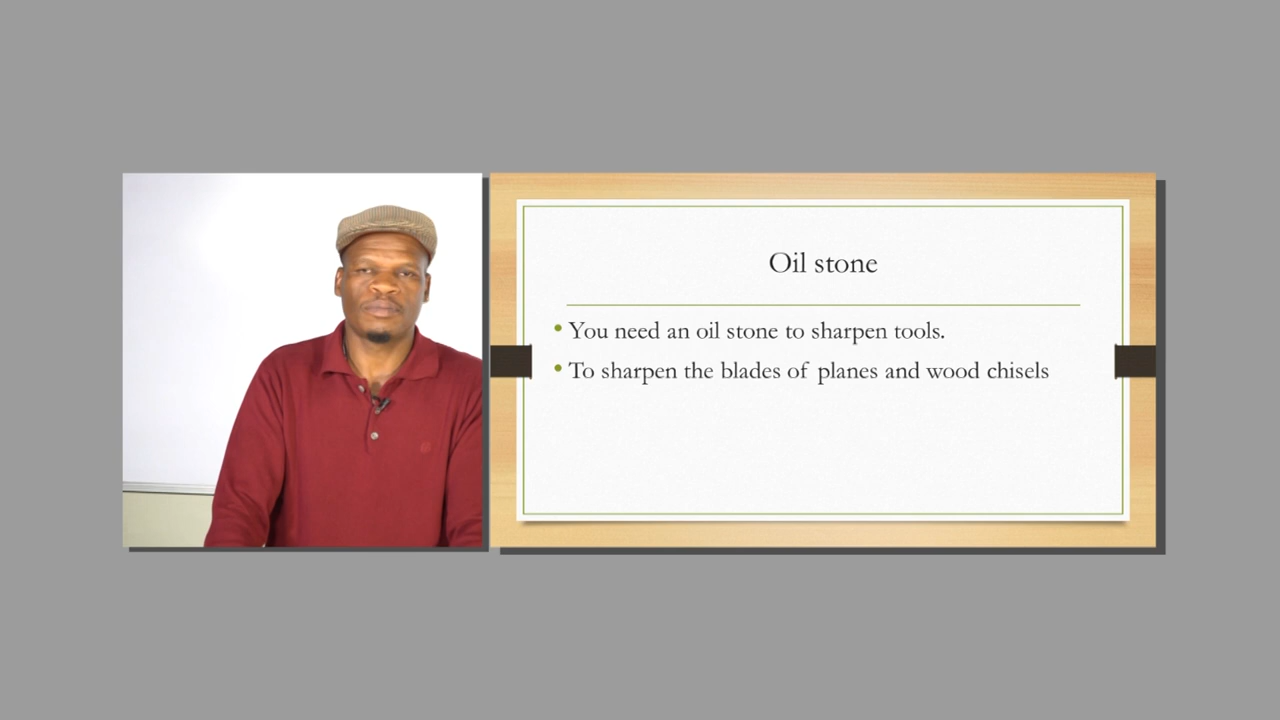 Oil stone
• You need an oil stone to sharpen tools.
• To sharpen the blades of planes and wood chisels